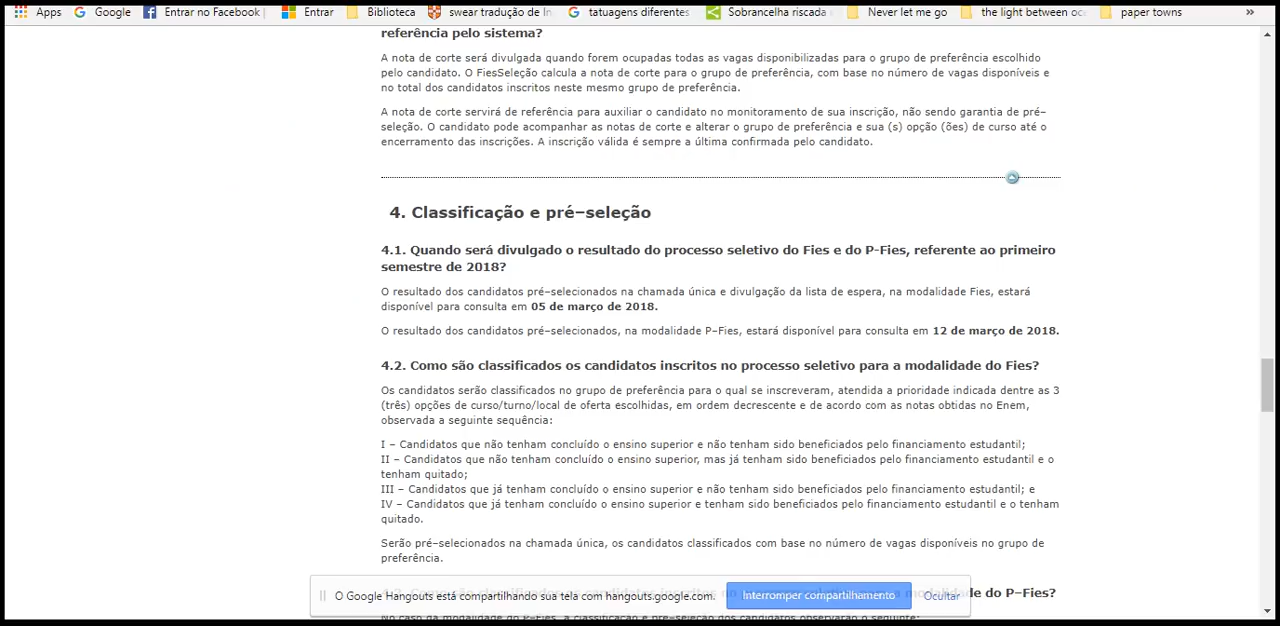 Apps Google Entrar no Facebook Entrar Biblioteca swear tradução de In tatuagens diferentes Sobrancelha riscada Never let me go the light between oc paper towns »
referência pelo sistema?
A nota de corte será divulgada quando forem ocupadas todas as vagas disponibilizadas para o grupo de preferência escolhido
pelo candidato. O FiesSeleção calcula a nota de corte para o grupo de preferência, com base no número de vagas disponíveis e
no total dos candidatos inscritos neste mesmo grupo de preferência.
A nota de corte servirá de referência para auxiliar o candidato no monitoramento de sua inscrição, não sendo garantia de pré–
seleção. O candidato pode acompanhar as notas de corte e alterar o grupo de preferência e sua (s) opção (ões) de curso até o
encerramento das inscrições. A inscrição válida é sempre a última confirmada pelo candidato.
4. Classificação e pré–seleção
4.1. Quando será divulgado o resultado do processo seletivo do Fies e do P-Fies, referente ao primeiro
semestre de 2018?
O resultado dos candidatos pré–selecionados na chamada única e divulgação da lista de espera, na modalidade Fies, estará
disponível para consulta em 05 de março de 2018.
O resultado dos candidatos pré–selecionados, na modalidade P–Fies, estará disponível para consulta em 12 de março de 2018.
4.2. Como são classificados os candidatos inscritos no processo seletivo para a modalidade do Fies?
Os candidatos serão classificados no grupo de preferência para o qual se inscreveram, atendida a prioridade indicada dentre as 3
(três) opções de curso/turno/local de oferta escolhidas, em ordem decrescente e de acordo com as notas obtidas no Enem,
observada a seguinte sequência:
I – Candidatos que não tenham concluído o ensino superior e não tenham sido beneficiados pelo financiamento estudantil;
II – Candidatos que não tenham concluído o ensino superior, mas já tenham sido beneficiados pelo financiamento estudantil e o
tenham quitado;
III – Candidatos que já tenham concluído o ensino superior e não tenham sido beneficiados pelo financiamento estudantil; e
IV – Candidatos que já tenham concluído o ensino superior e tenham sido beneficiados pelo financiamento estudantil e o tenham
quitado.
Serão pré–selecionados na chamada única, os candidatos classificados com base no número de vagas disponíveis no grupo de
preferência.
O Google Hangouts está compartilhando sua tela com hangouts.google.com. Interromper compartilhamento Ocultar
do P–Fies?
No caso da modalidade do P-Fies, a classificação e pré-seleção dos candidatos observarão o seguinte: